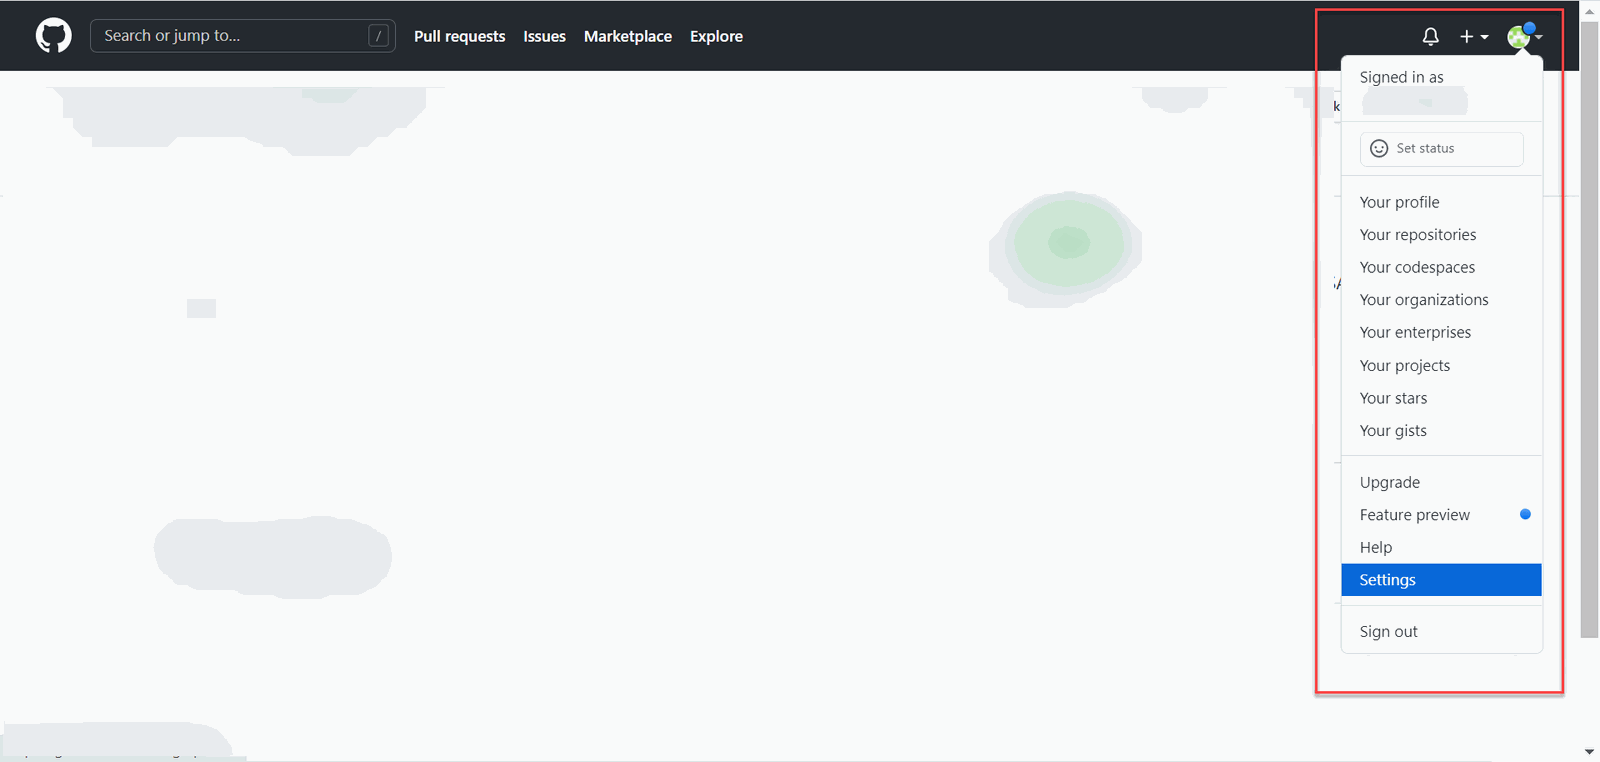 Search or jump to... /
Pull requests Issues Marketplace Explore
Signed in as
Set status
Your profile
Your repositories
Your codespaces
Your organizations
Your enterprises
Your projects
Your stars
Your gists
Upgrade
Feature preview
Help
Settings
Sign out